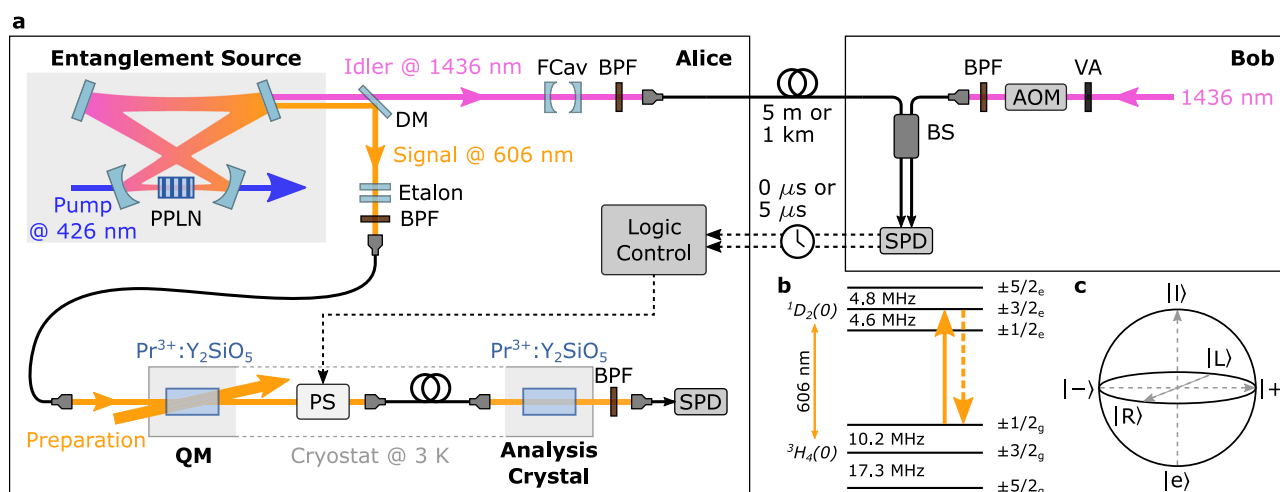 a
Entanglement Source
Idler @ 1436 nm
FCav
BPF
Alice
DM
Signal @ 606 nm
Etalon
BPF
Pump
@ 426 nm
PPLN
5 m or
1 km
0 μs or
5 μs
Logic
Control
Bob
BPF
VA
AOM
1436 nm
BS
SPD
Pr³⁺:Y₂SiO₅
Pr³⁺:Y₂SiO₅
BPF
PS
SPD
Preparation
QM
Cryostat @ 3 K
Analysis
Crystal
b
¹D₂(0)
4.8 MHz
4.6 MHz
±5/2ₑ
±3/2ₑ
±1/2ₑ
606 nm
³H₄(0)
10.2 MHz
17.3 MHz
±1/2g
±3/2g
±5/2g
c
|l⟩
|L⟩
|−⟩
|+
|R⟩
|e⟩